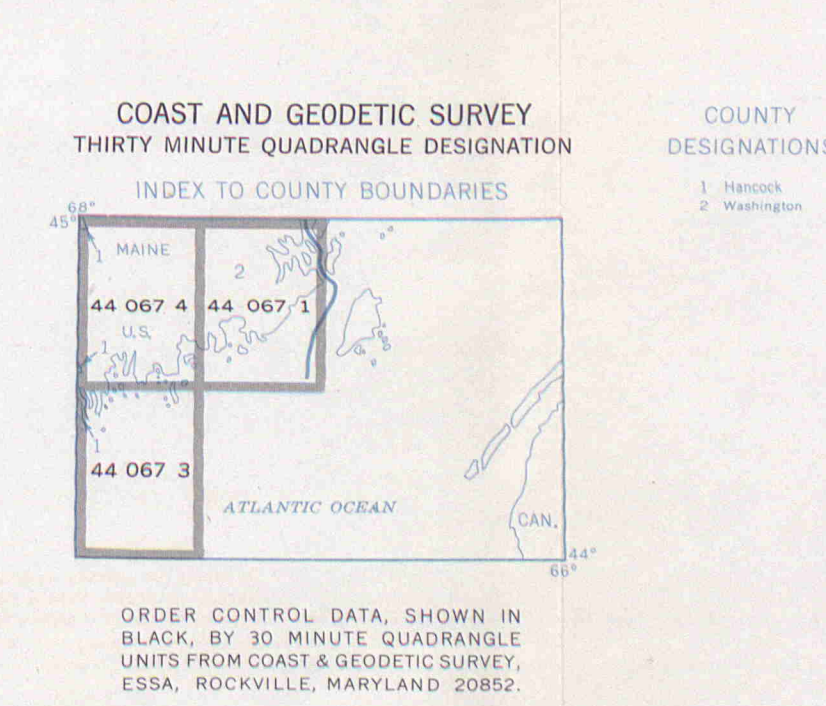 COAST AND GEODETIC SURVEY
THIRTY MINUTE QUADRANGLE DESIGNATION
INDEX TO COUNTY BOUNDARIES
COUNTY
DESIGNATIONS
1 Hancock
2 Washington
68°
45°
1
MAINE
2
44 067 4
44 067 1
U.S.
1
1
44 067 3
ATLANTIC OCEAN
CAN.
44°
66°
ORDER CONTROL DATA, SHOWN IN
BLACK, BY 30 MINUTE QUADRANGLE
UNITS FROM COAST & GEODETIC SURVEY,
ESSA, ROCKVILLE, MARYLAND 20852.